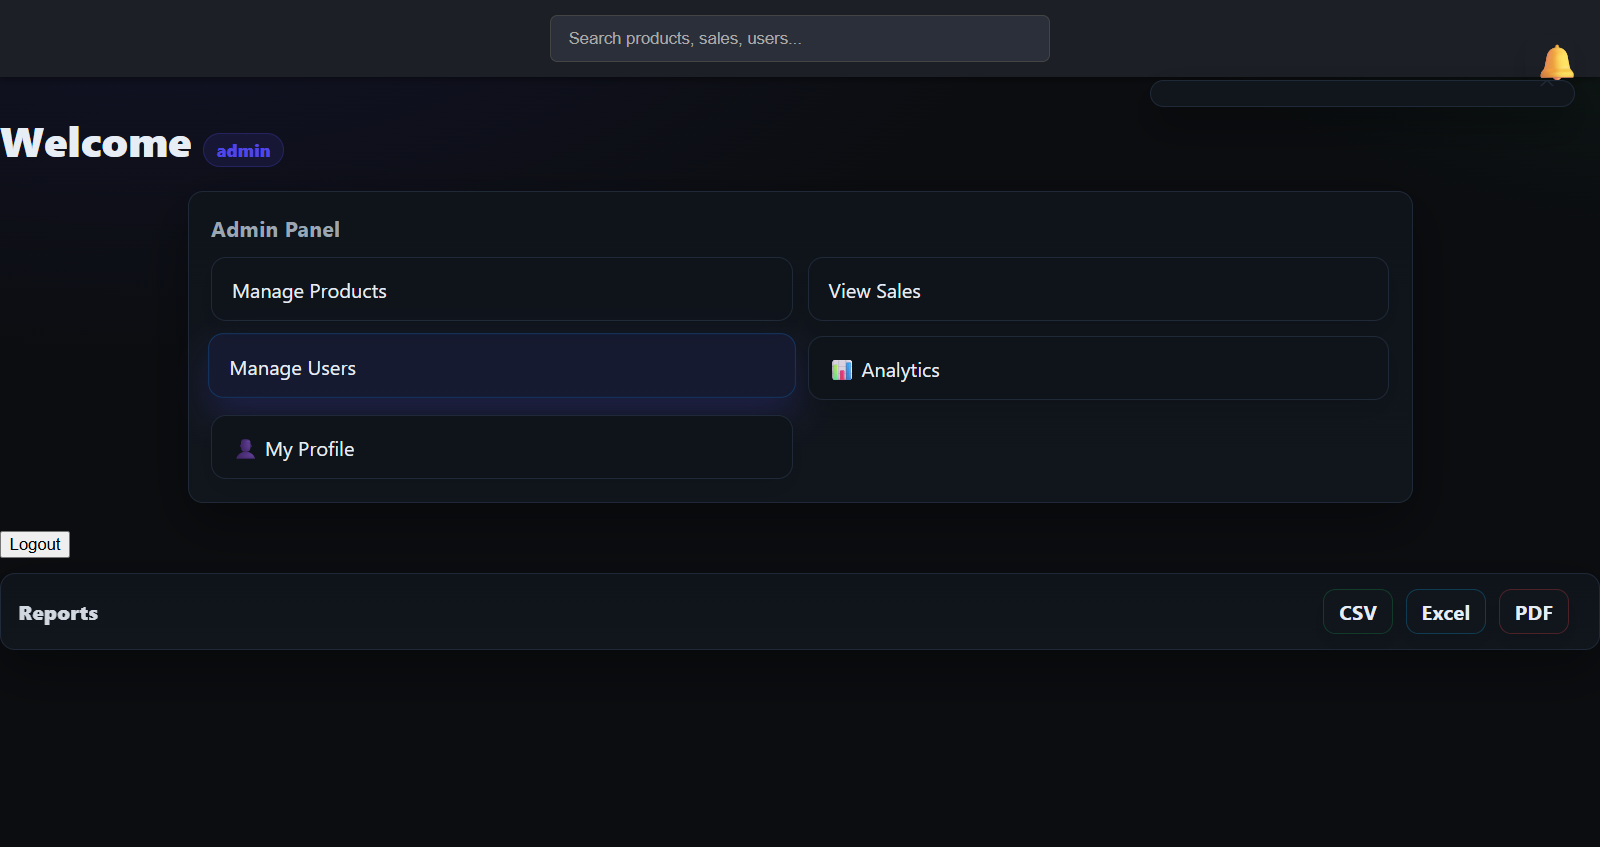 Search products, sales, users...
Welcome admin
Admin Panel
Manage Products
View Sales
Manage Users
Analytics
My Profile
Logout
Reports
CSV
Excel
PDF